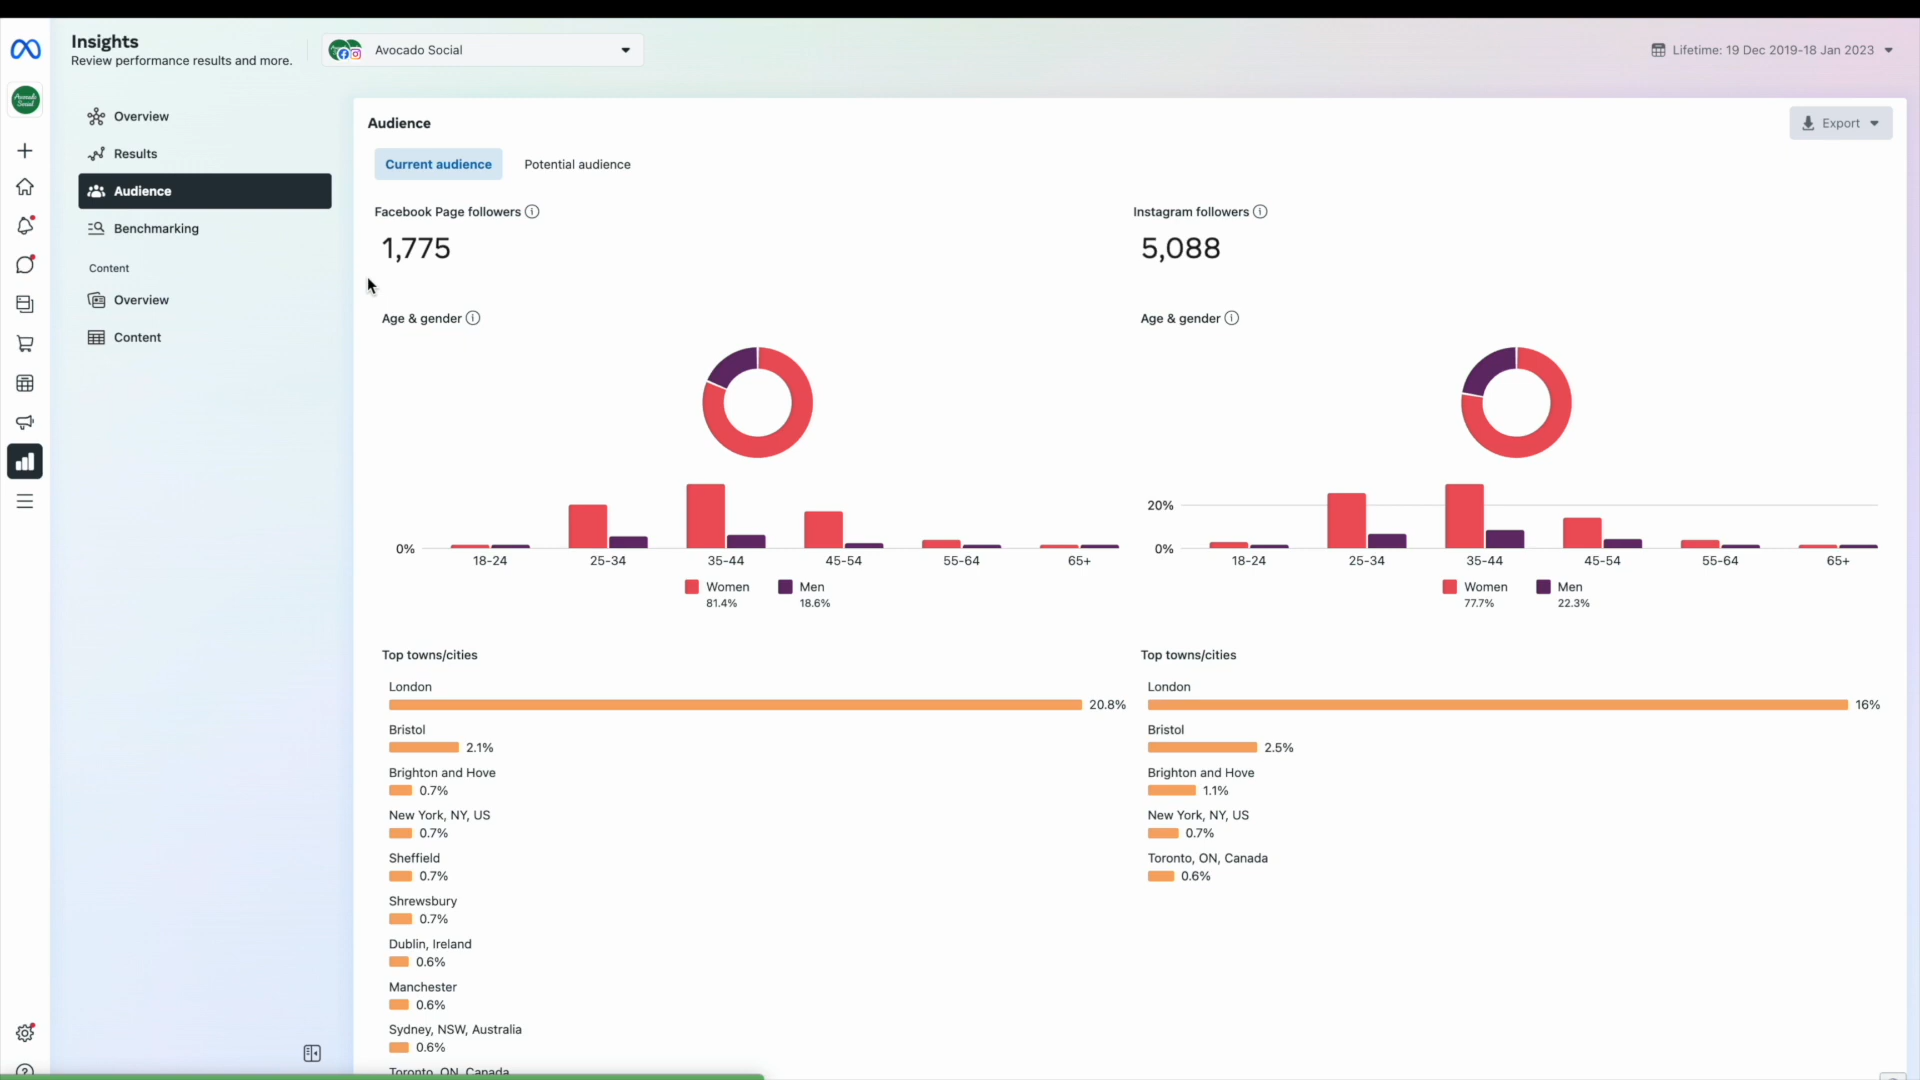 Insights
Review performance results and more.
Avocado Social
Lifetime: 19 Dec 2019-18 Jan 2023
Avocado
Social
Overview
Results
Audience
Benchmarking
Content
Overview
Content
Audience
Export
Current audience
Potential audience
Facebook Page followers
1,775
Age & gender
0%
18-24 25-34 35-44 45-54 55-64 65+
Women Men
81.4% 18.6%
Top towns/cities
London
20.8%
Bristol
2.1%
Brighton and Hove
0.7%
New York, NY, US
0.7%
Sheffield
0.7%
Shrewsbury
0.7%
Dublin, Ireland
0.6%
Manchester
0.6%
Sydney, NSW, Australia
0.6%
Toronto, ON, Canada
Instagram followers
5,088
Age & gender
20%
0%
18-24 25-34 35-44 45-54 55-64 65+
Women Men
77.7% 22.3%
Top towns/cities
London
16%
Bristol
2.5%
Brighton and Hove
1.1%
New York, NY, US
0.7%
Toronto, ON, Canada
0.6%